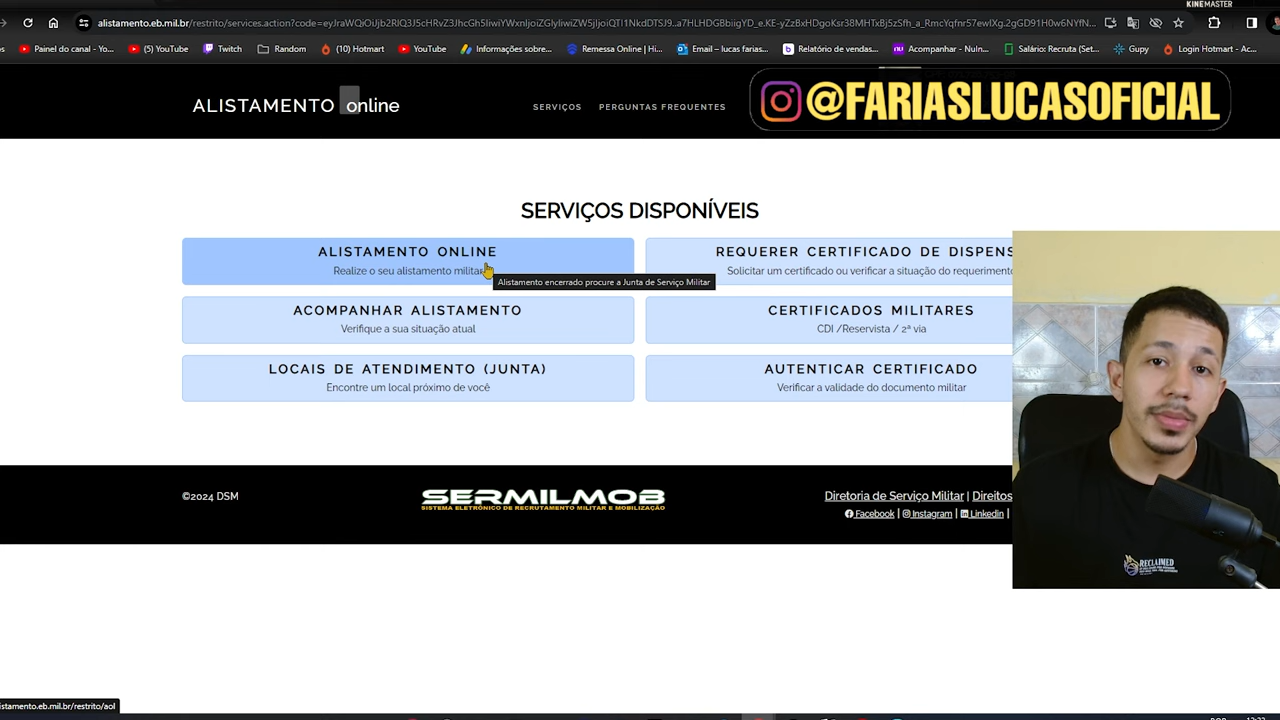 KINEMASTER
alistamento.eb.mil.br/restrito/services.action?code=
Painel do canal - Yo...
(5) YouTube
Twitch
Random
(10) Hotmart
YouTube
Informações sobre...
Remessa Online | Hi...
Email – lucas farias...
Relatório de vendas...
Acompanhar - Nuln...
Salário: Recruta (Set...
Gupy
Login Hotmart - Ac...
ALISTAMENTO online
SERVIÇOS
PERGUNTAS FREQUENTES
@FARIASLUCASOFICIAL
SERVIÇOS DISPONÍVEIS
ALISTAMENTO ONLINE
Realize o seu alistamento militar
Alistamento encerrado procure a Junta de Serviço Militar
REQUERER CERTIFICADO DE DISPENS
Solicitar um certificado ou verificar a situação do requerimento
ACOMPANHAR ALISTAMENTO
Verifique a sua situação atual
CERTIFICADOS MILITARES
CDI /Reservista / 2ª via
LOCAIS DE ATENDIMENTO (JUNTA)
Encontre um local próximo de você
AUTENTICAR CERTIFICADO
Verificar a validade do documento militar
©2024 DSM
SERMILMOB
SISTEMA ELETRÔNICO DE RECRUTAMENTO MILITAR E MOBILIZAÇÃO
Diretoria de Serviço Militar | Direitos
Facebook | Instagram | Linkedin |
RECLAIMED
istamento.eb.mil.br/restrito/aol